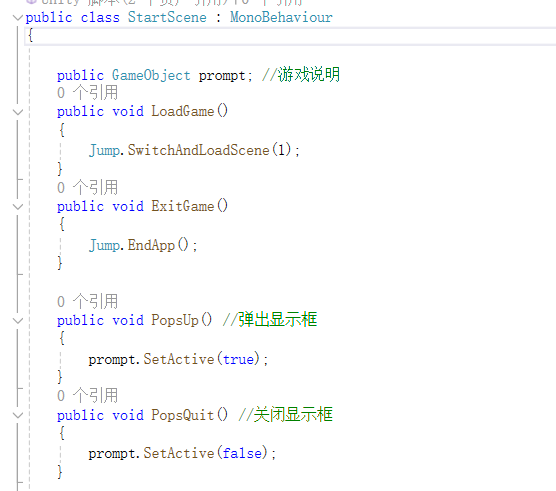 public class StartScene : MonoBehaviour
{
public GameObject prompt; //游戏说明
0 个引用
public void LoadGame()
{
Jump.SwitchAndLoadScene(1);
}
0 个引用
public void ExitGame()
{
Jump.EndApp();
}
0 个引用
public void PopsUp() //弹出显示框
{
prompt.SetActive(true);
}
0 个引用
public void PopsQuit() //关闭显示框
{
prompt.SetActive(false);
}